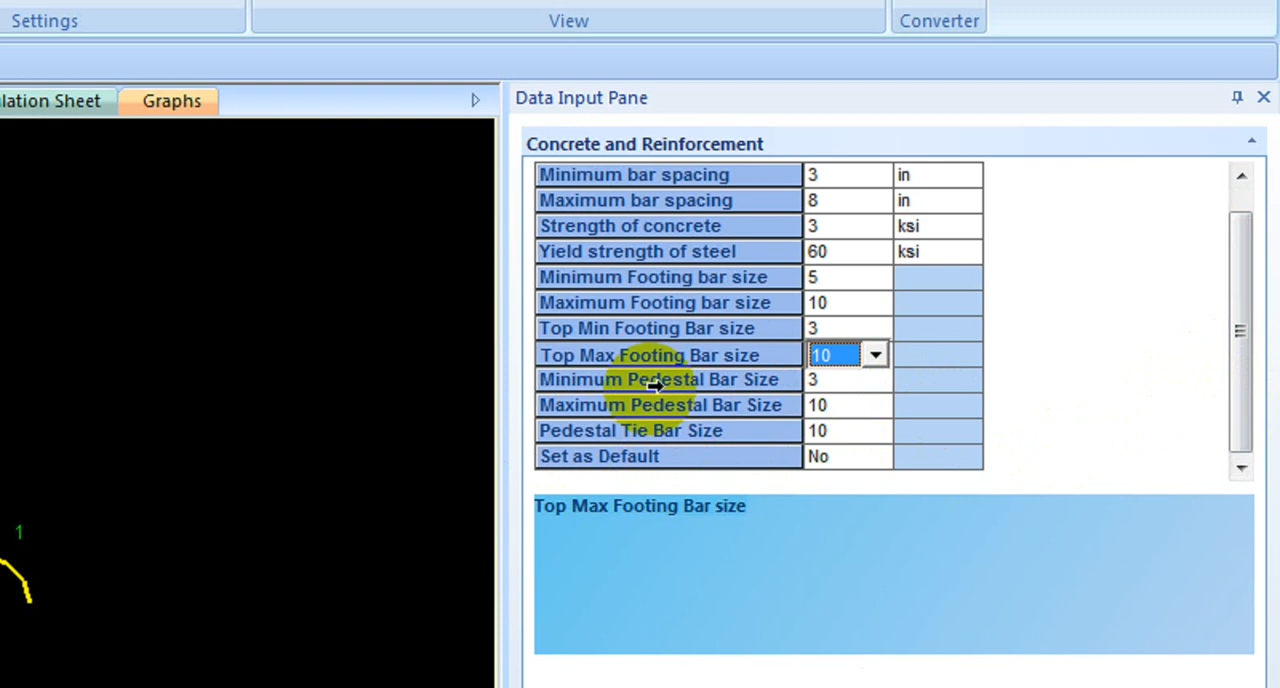 Settings
View
Converter
lation Sheet
Graphs
Data Input Pane
Concrete and Reinforcement
Minimum bar spacing 3 in
Maximum bar spacing 8 in
Strength of concrete 3 ksi
Yield strength of steel 60 ksi
Minimum Footing bar size 5
Maximum Footing bar size 10
Top Min Footing Bar size 3
Top Max Footing Bar size 10
Minimum Pedestal Bar Size 3
Maximum Pedestal Bar Size 10
Pedestal Tie Bar Size 10
Set as Default No
Top Max Footing Bar size
1